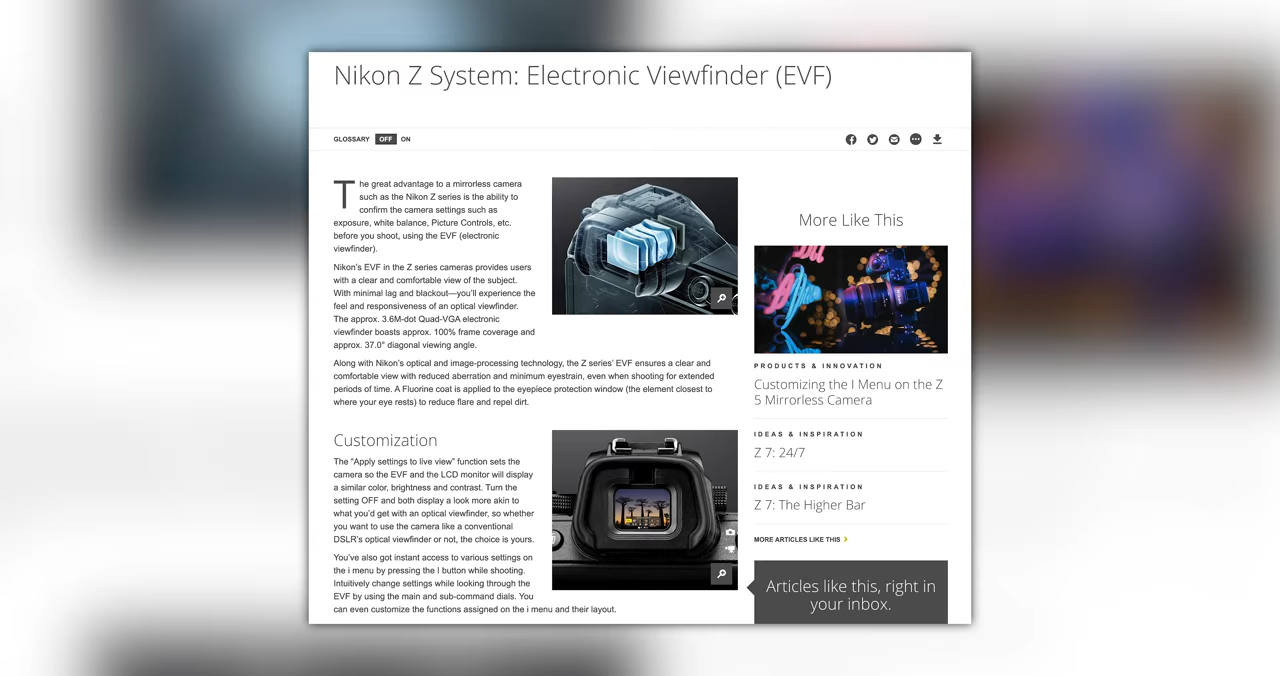 Nikon Z System: Electronic Viewfinder (EVF)
GLOSSARY OFF ON
The great advantage to a mirrorless camera
such as the Nikon Z series is the ability to
confirm the camera settings such as
exposure, white balance, Picture Controls, etc.
before you shoot, using the EVF (electronic
viewfinder).
Nikon's EVF in the Z series cameras provides users
with a clear and comfortable view of the subject.
With minimal lag and blackout—you'll experience the
feel and responsiveness of an optical viewfinder.
The approx. 3.6M-dot Quad-VGA electronic
viewfinder boasts approx. 100% frame coverage and
approx. 37.0° diagonal viewing angle.
Along with Nikon's optical and image-processing technology, the Z series' EVF ensures a clear and
comfortable view with reduced aberration and minimum eyestrain, even when shooting for extended
periods of time. A Fluorine coat is applied to the eyepiece protection window (the element closest to
where your eye rests) to reduce flare and repel dirt.
Customization
The "Apply settings to live view" function sets the
camera so the EVF and the LCD monitor will display
a similar color, brightness and contrast. Turn the
setting OFF and both display a look more akin to
what you'd get with an optical viewfinder, so whether
you want to use the camera like a conventional
DSLR's optical viewfinder or not, the choice is yours.
You've also got instant access to various settings on
the i menu by pressing the I button while shooting.
Intuitively change settings while looking through the
EVF by using the main and sub-command dials. You
can even customize the functions assigned on the i menu and their layout.
More Like This
PRODUCTS & INNOVATION
Customizing the I Menu on the Z
5 Mirrorless Camera
IDEAS & INSPIRATION
Z 7: 24/7
IDEAS & INSPIRATION
Z 7: The Higher Bar
MORE ARTICLES LIKE THIS
Articles like this, right in
your inbox.